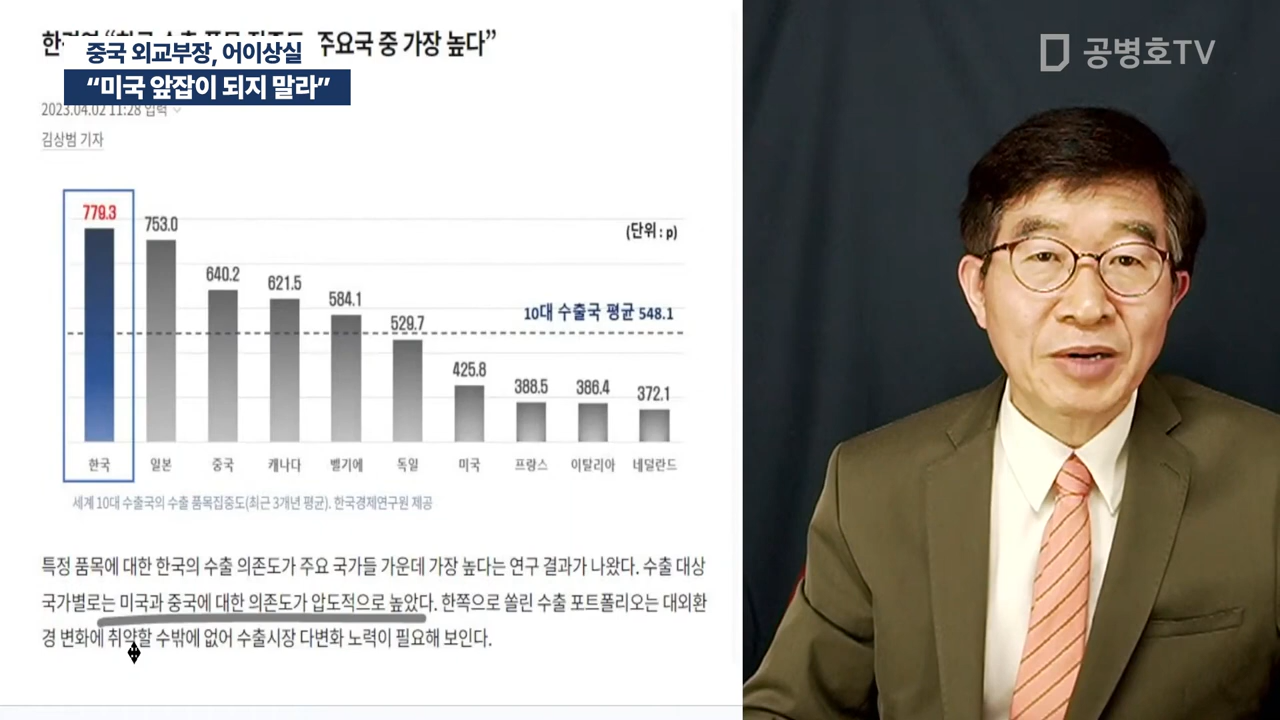 중국 외교부장, 어이상실
“미국 앞잡이 되지 말라”
공병호TV
주요국 중 가장 높다”
2023.04.02 11:28 입력
김상범 기자
(단위 : p)
10대 수출국 평균 548.1
779.3 753.0 640.2 621.5 584.1 529.7 425.8 388.5 386.4 372.1
한국 일본 중국 캐나다 벨기에 독일 미국 프랑스 이탈리아 네덜란드
세계 10대 수출국의 수출 품목집중도(최근 3개년 평균). 한국경제연구원 제공
특정 품목에 대한 한국의 수출 의존도가 주요 국가들 가운데 가장 높다는 연구 결과가 나왔다. 수출 대상
국가별로는 미국과 중국에 대한 의존도가 압도적으로 높았다. 한쪽으로 쏠린 수출 포트폴리오는 대외환
경 변화에 취약할 수밖에 없어 수출시장 다변화 노력이 필요해 보인다.